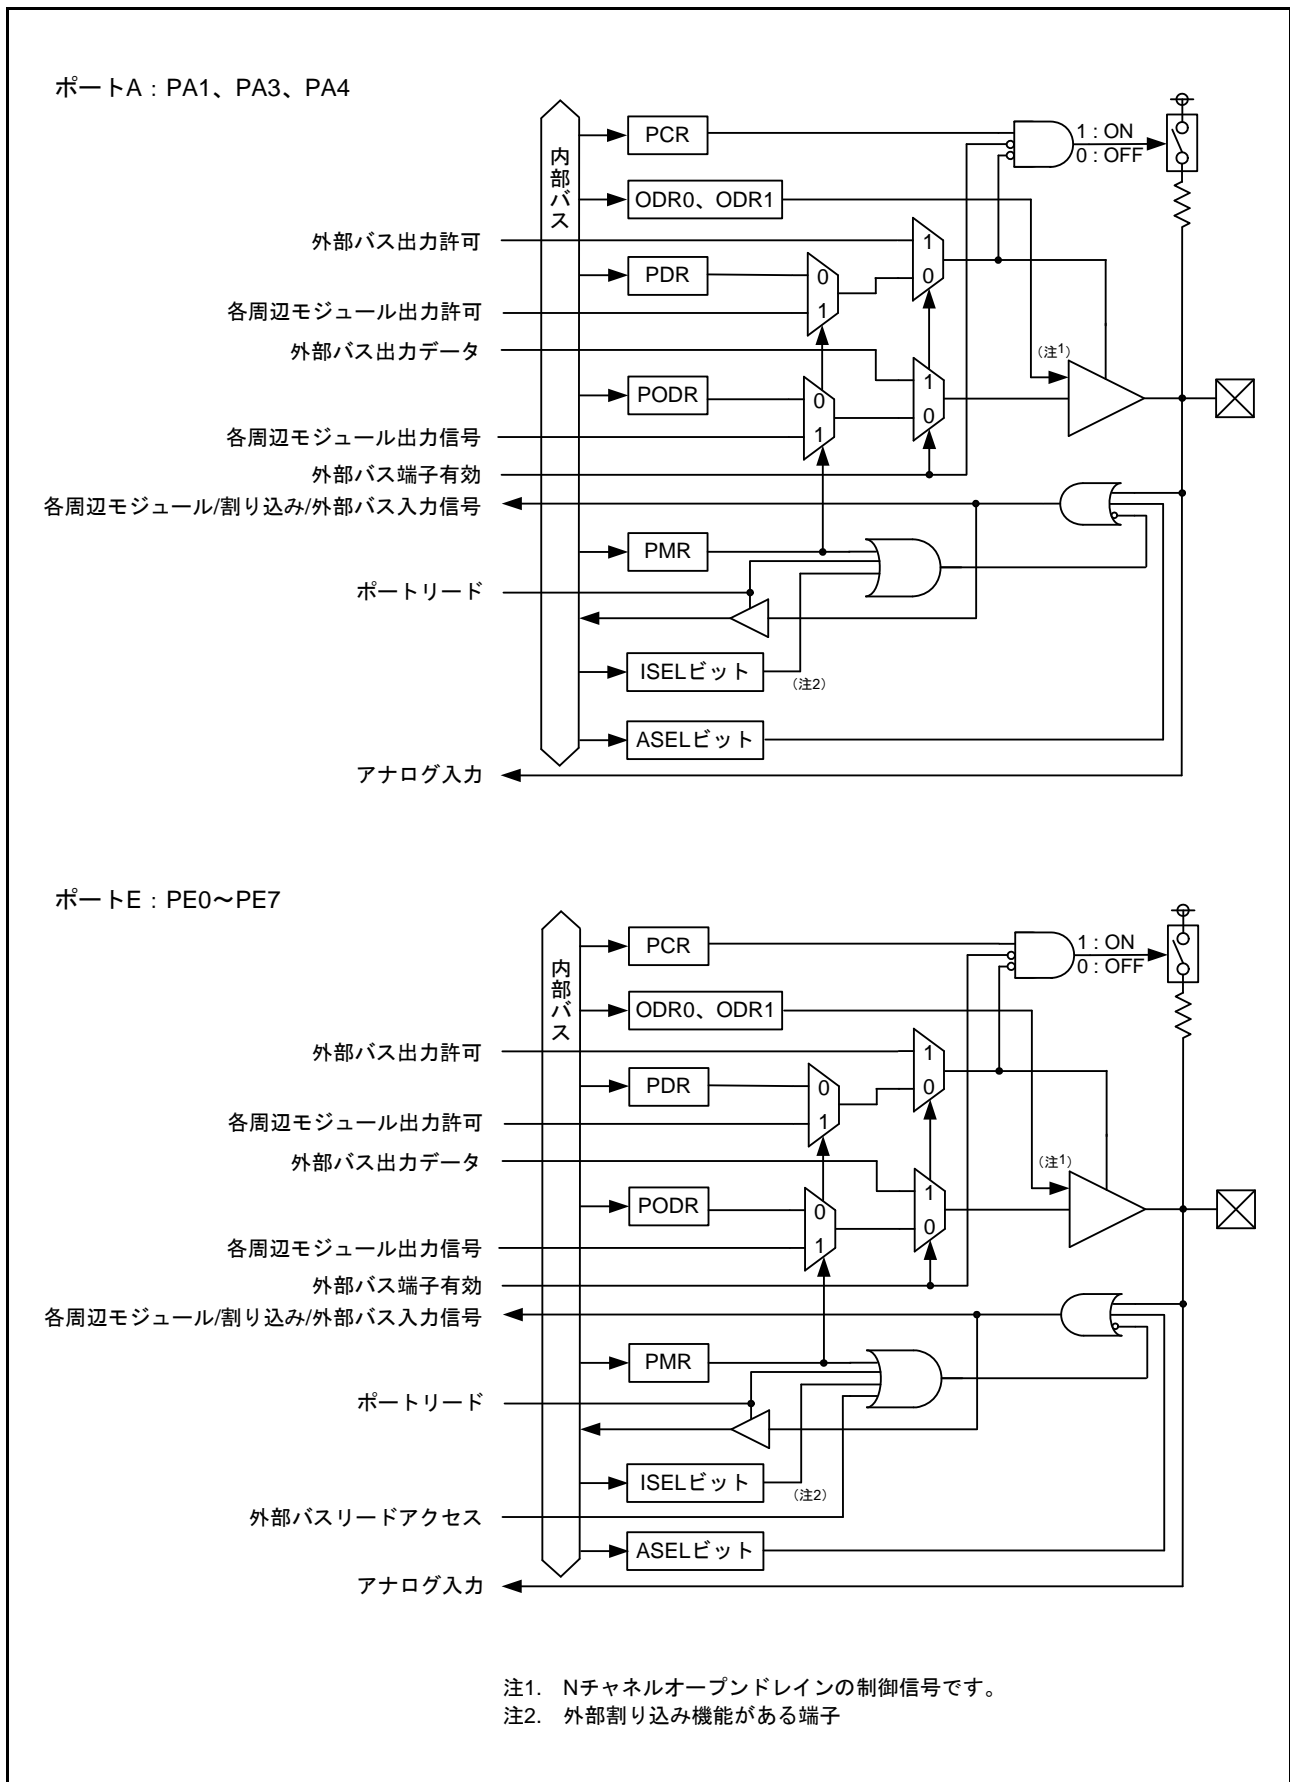 ポートA：PA1、PA3、PA4
内部バス
PCR
1 : ON
0 : OFF
ODR0、ODR1
外部バス出力許可
1
0
PDR
0
1
各周辺モジュール出力許可
外部バス出力データ
（注1）
PODR
0
1
1
0
各周辺モジュール出力信号
外部バス端子有効
各周辺モジュール/割り込み/外部バス入力信号
PMR
ポートリード
ISELビット
（注2）
ASELビット
アナログ入力
ポートE：PE0～PE7
内部バス
PCR
1 : ON
0 : OFF
ODR0、ODR1
外部バス出力許可
1
0
PDR
0
1
各周辺モジュール出力許可
外部バス出力データ
（注1）
PODR
0
1
1
0
各周辺モジュール出力信号
外部バス端子有効
各周辺モジュール/割り込み/外部バス入力信号
PMR
ポートリード
ISELビット
（注2）
外部バスリードアクセス
ASELビット
アナログ入力
注1. Nチャネルオープンドレインの制御信号です。
注2. 外部割り込み機能がある端子